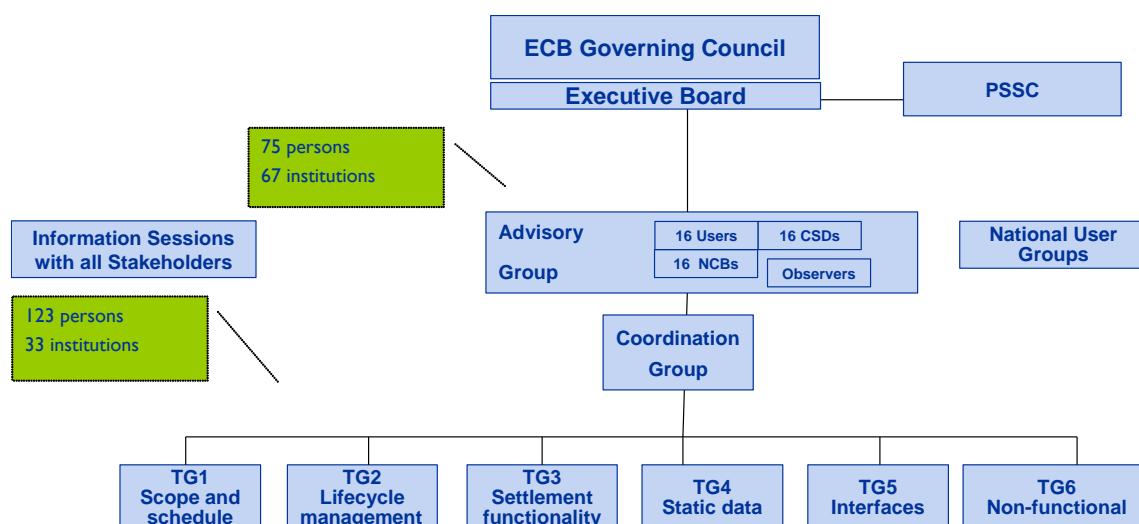 ECB Governing Council
Executive Board
PSSC
75 persons
67 institutions
Information Sessions
with all Stakeholders
Advisory
Group
16 Users
16 CSDs
16 NCBs
Observers
National User
Groups
123 persons
33 institutions
Coordination
Group
TG1
Scope and
schedule
TG2
Lifecycle
management
TG3
Settlement
functionality
TG4
Static data
TG5
Interfaces
TG6
Non-functional